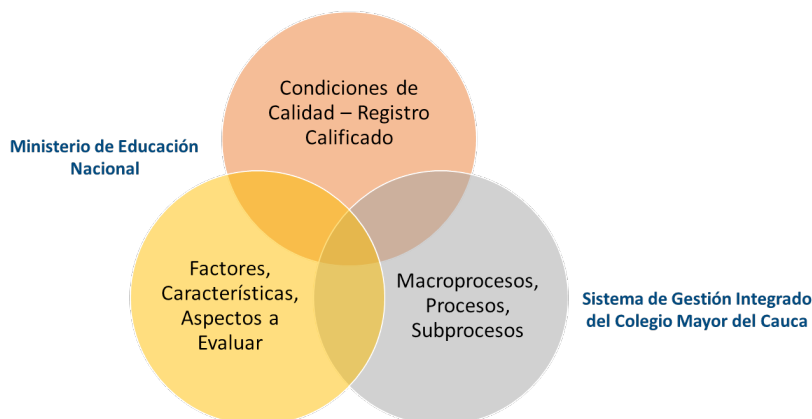 Condiciones de
Calidad – Registro
Calificado
Ministerio de Educación
Nacional
Factores,
Características,
Aspectos a
Evaluar
Macroprocesos,
Procesos,
Subprocesos
Sistema de Gestión Integrado
del Colegio Mayor del Cauca